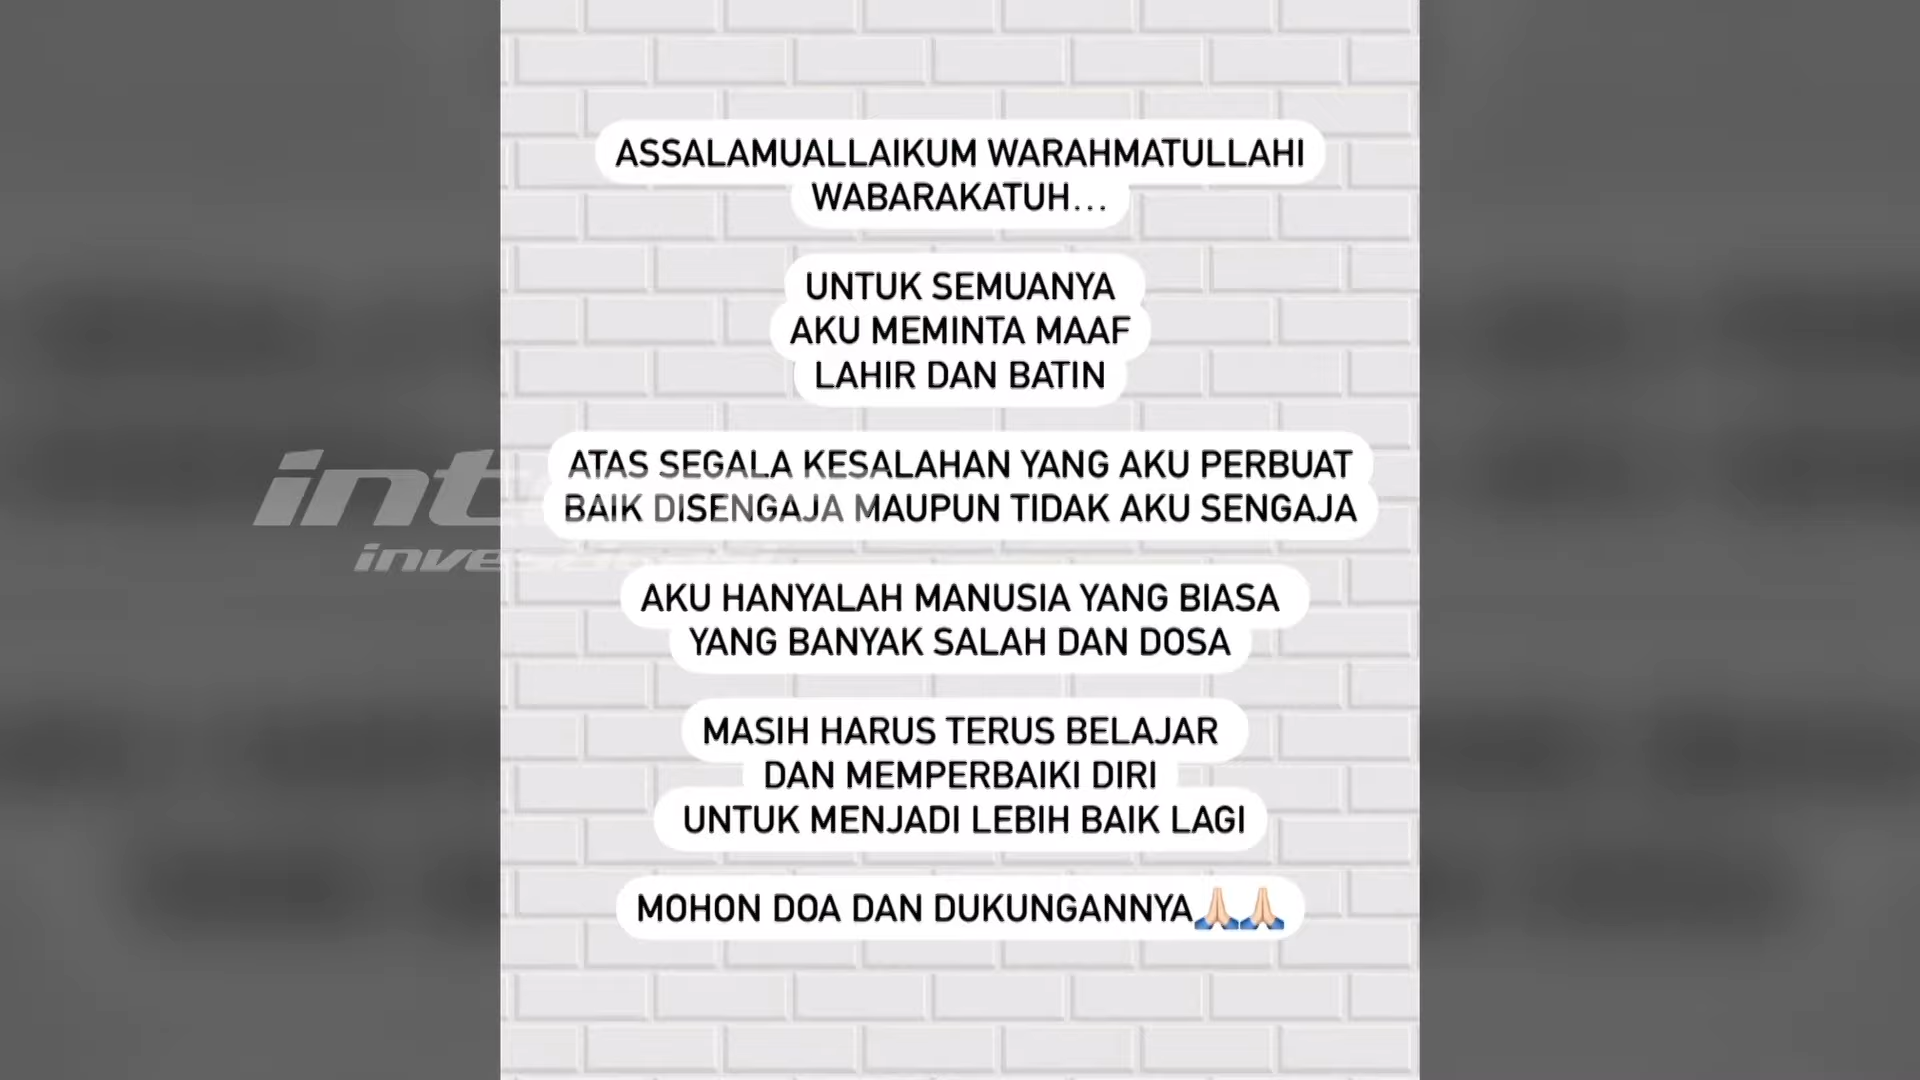 ASSALAMUALLAIKUM WARAHMATULLAHI
WABARAKATUH...
UNTUK SEMUANYA
AKU MEMINTA MAAF
LAHIR DAN BATIN
ATAS SEGALA KESALAHAN YANG AKU PERBUAT
BAIK DISENGAJA MAUPUN TIDAK AKU SENGAJA
AKU HANYALAH MANUSIA YANG BIASA
YANG BANYAK SALAH DAN DOSA
MASIH HARUS TERUS BELAJAR
DAN MEMPERBAIKI DIRI
UNTUK MENJADI LEBIH BAIK LAGI
MOHON DOA DAN DUKUNGANNYA🙏🏻🙏🏻